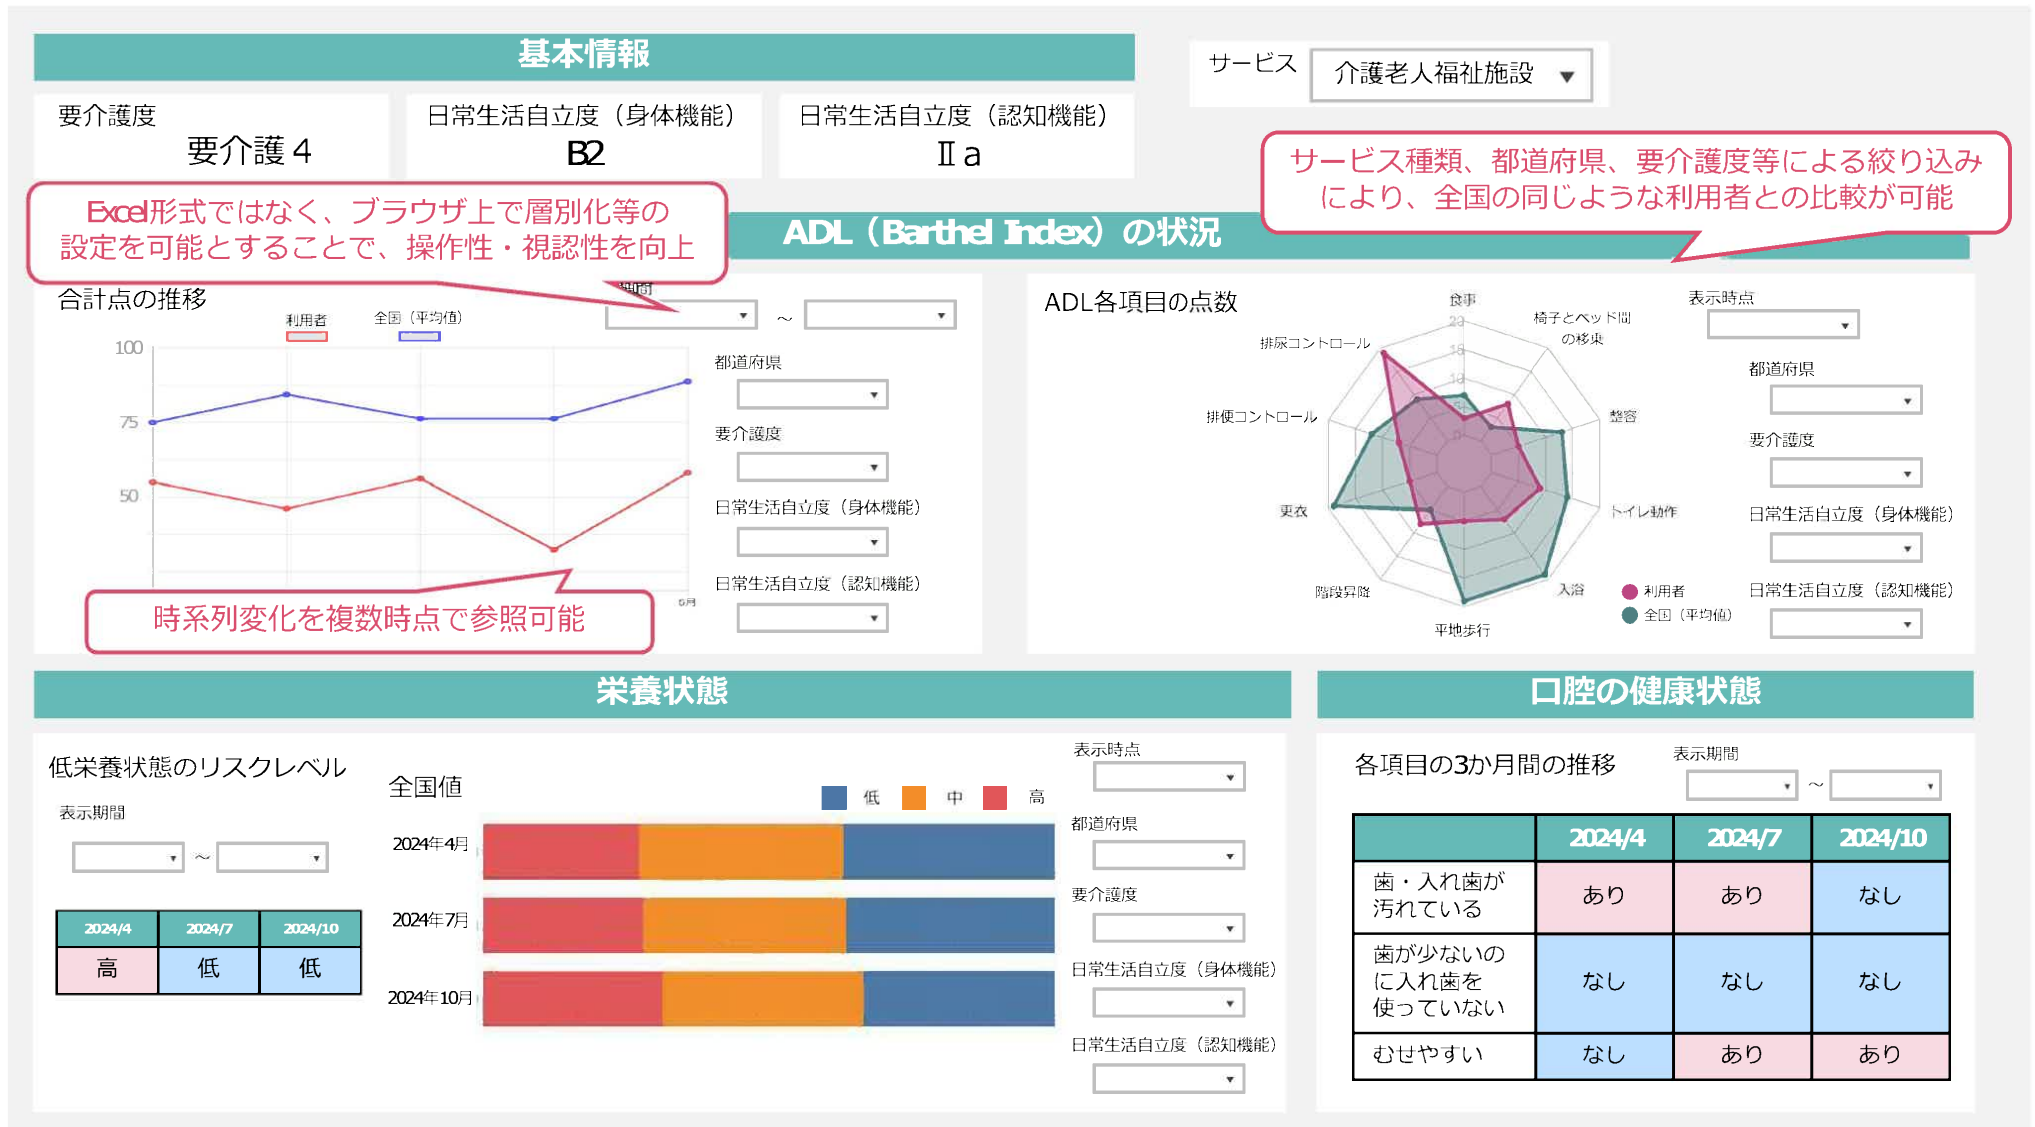 基本情報
サービス
介護老人福祉施設
要介護度
要介護４
日常生活自立度（身体機能）
B2
日常生活自立度（認知機能）
Ⅱa
サービス種類、都道府県、要介護度等による絞り込み
により、全国の同じような利用者との比較が可能
Excel形式ではなく、ブラウザ上で層別化等の
設定を可能とすることで、操作性・視認性を向上
ADL（Barthel Index）の状況
合計点の推移
利用者
全国（平均値）
～
100
75
50
5月
都道府県
要介護度
日常生活自立度（身体機能）
日常生活自立度（認知機能）
時系列変化を複数時点で参照可能
ADL各項目の点数
食事
椅子とベッド間
の移乗
整容
トイレ動作
入浴
平地歩行
階段昇降
更衣
排便コントロール
排尿コントロール
20
15
10
5
0
利用者
全国（平均値）
表示時点
都道府県
要介護度
日常生活自立度（身体機能）
日常生活自立度（認知機能）
栄養状態
低栄養状態のリスクレベル
表示期間
～
2024/4 2024/7 2024/10
高 低 低
全国値
低 中 高
2024年4月
2024年7月
2024年10月
表示時点
都道府県
要介護度
日常生活自立度（身体機能）
日常生活自立度（認知機能）
口腔の健康状態
各項目の3か月間の推移
表示期間
～
2024/4 2024/7 2024/10
歯・入れ歯が
汚れている
あり あり なし
歯が少ないの
に入れ歯を
使っていない
なし なし なし
むせやすい
なし あり あり